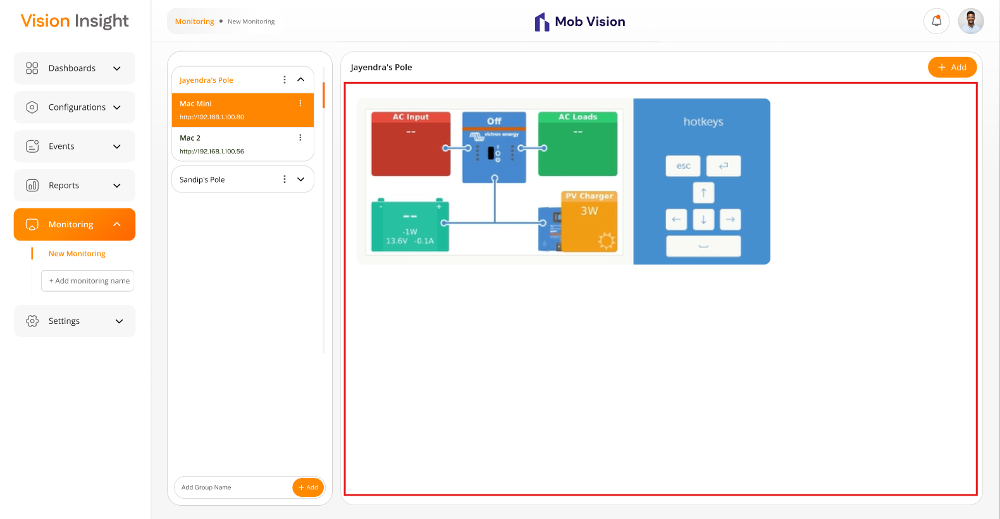 Vision Insight
Monitoring • New Monitoring
Mob Vision
Dashboards
Configurations
Events
Reports
Monitoring
New Monitoring
+ Add monitoring name
Settings
Jayendra's Pole
Mac Mini
http://192.168.1.100.80
Mac 2
http://192.168.1.100.56
Sandip's Pole
Add Group Name
+ Add
Jayendra's Pole
+ Add
AC Input
--
Off
victron energy
AC Loads
--
- +
--
-1W
13.6V -0.1A
PV Charger
3W
hotkeys
esc